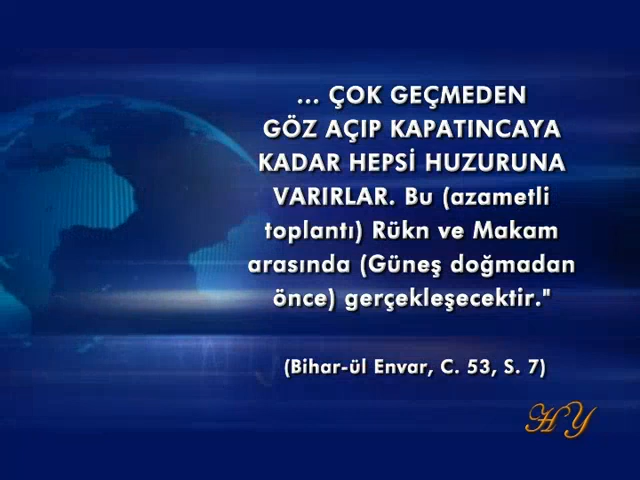 ... ÇOK GEÇMEDEN
GÖZ AÇIP KAPATINCAYA
KADAR HEPSİ HUZURUNA
VARIRLAR. Bu (azametli
toplantı) Rükn ve Makam
arasında (Güneş doğmadan
önce) gerçekleşecektir."
(Bihar-ül Envar, C. 53, S. 7)
HY